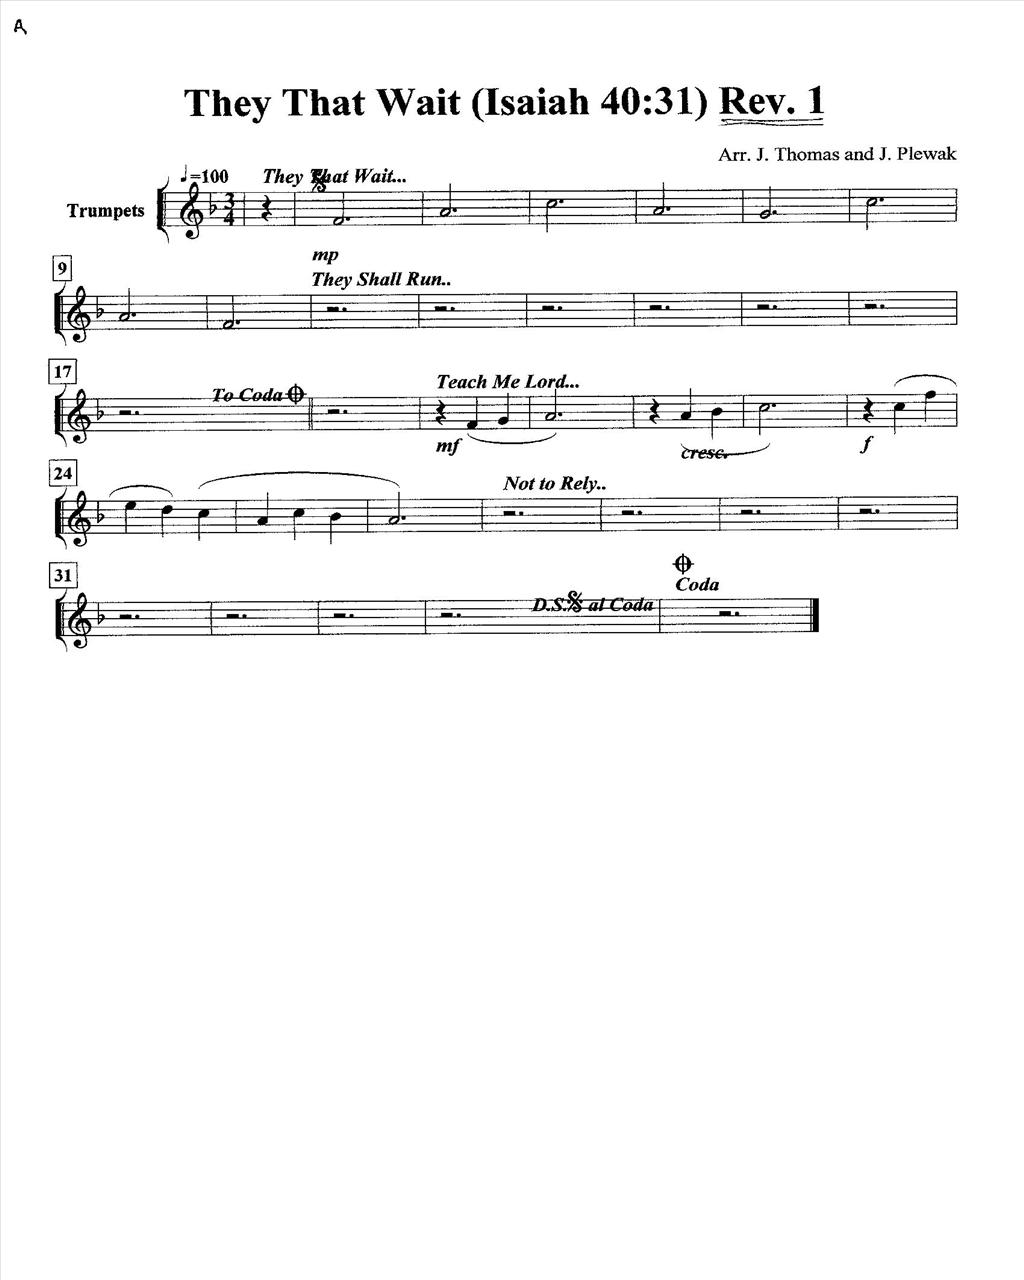 A
They That Wait (Isaiah 40:31) Rev. 1
Arr. J. Thomas and J. Plewak
♩=100
They That Wait...
Trumpets
3
4
mp
9
They Shall Run..
17
To Coda
Teach Me Lord...
mf
cresc.
f
24
Not to Rely..
31
D.S. al Coda
Coda